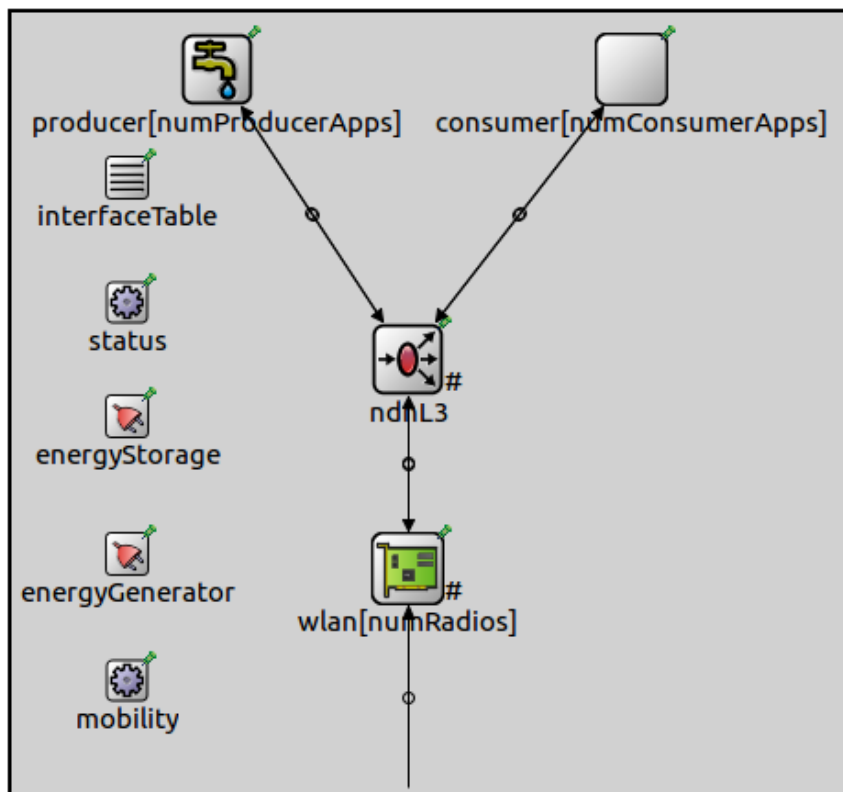 producer[numProducerApps]
consumer[numConsumerApps]
interfaceTable
status
#
ndnL3
energyStorage
energyGenerator
#
wlan[numRadios]
mobility